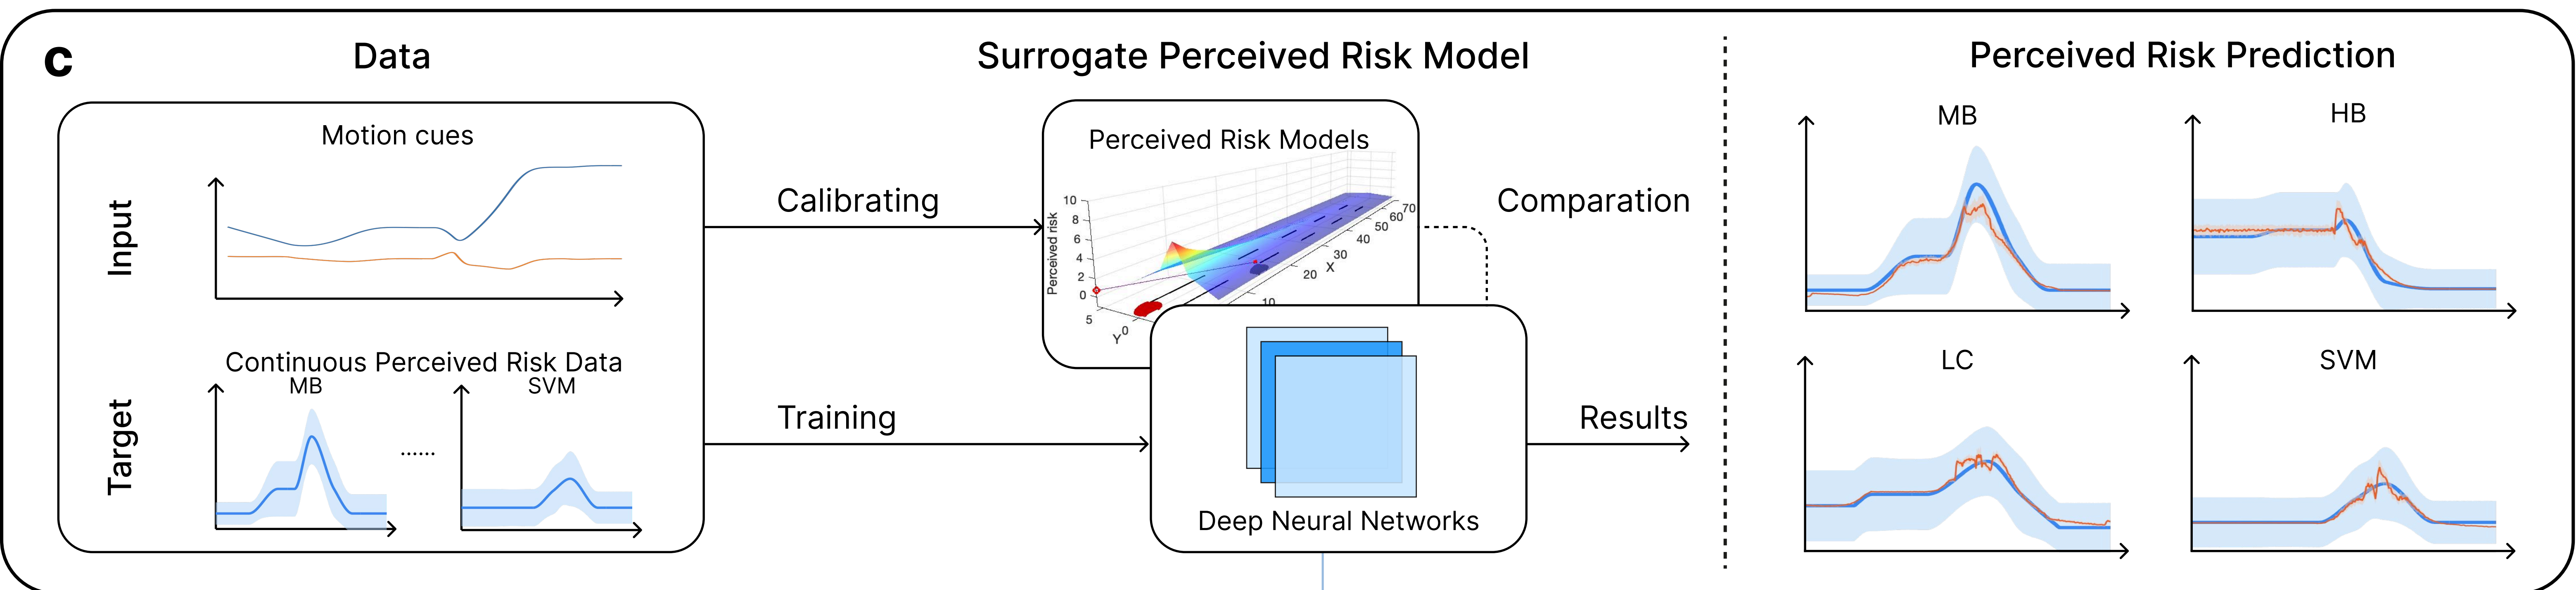 c
Data
Surrogate Perceived Risk Model
Perceived Risk Prediction
Motion cues
Input
Continuous Perceived Risk Data
MB
SVM
......
Target
Calibrating
Training
Perceived Risk Models
Perceived risk
10
8
6
4
2
0
5
0
Y
10
20
30
40
50
60
70
X
Comparation
Deep Neural Networks
Results
MB
HB
LC
SVM